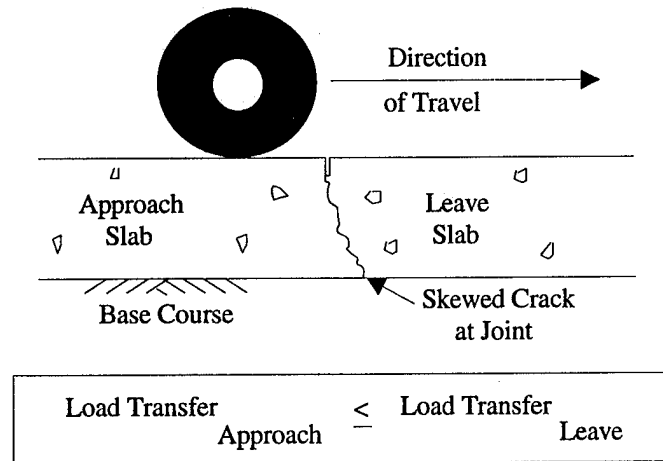 Direction
of Travel
Approach
Slab
Leave
Slab
Base Course
Skewed Crack
at Joint
Load Transfer Approach ≤ Load Transfer Leave